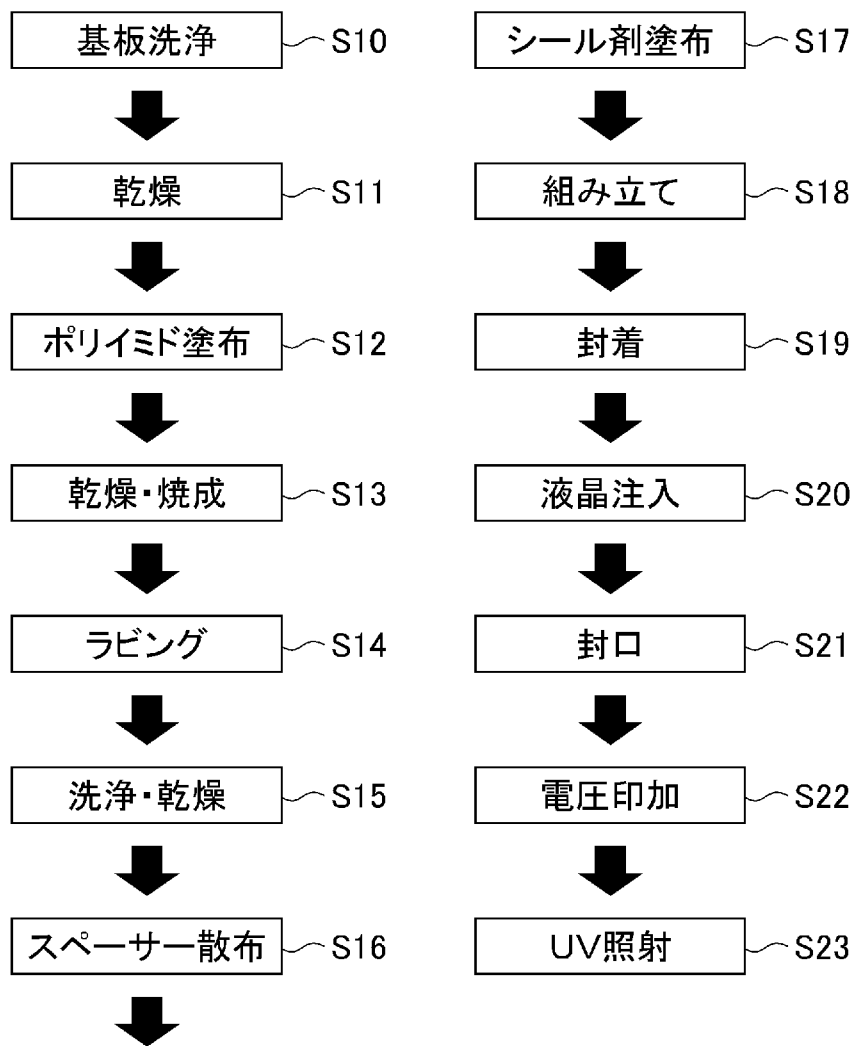 基板洗浄 S10
乾燥 S11
ポリイミド塗布 S12
乾燥・焼成 S13
ラビング S14
洗浄・乾燥 S15
スペーサー散布 S16
シール剤塗布 S17
組み立て S18
封着 S19
液晶注入 S20
封口 S21
電圧印加 S22
UV照射 S23